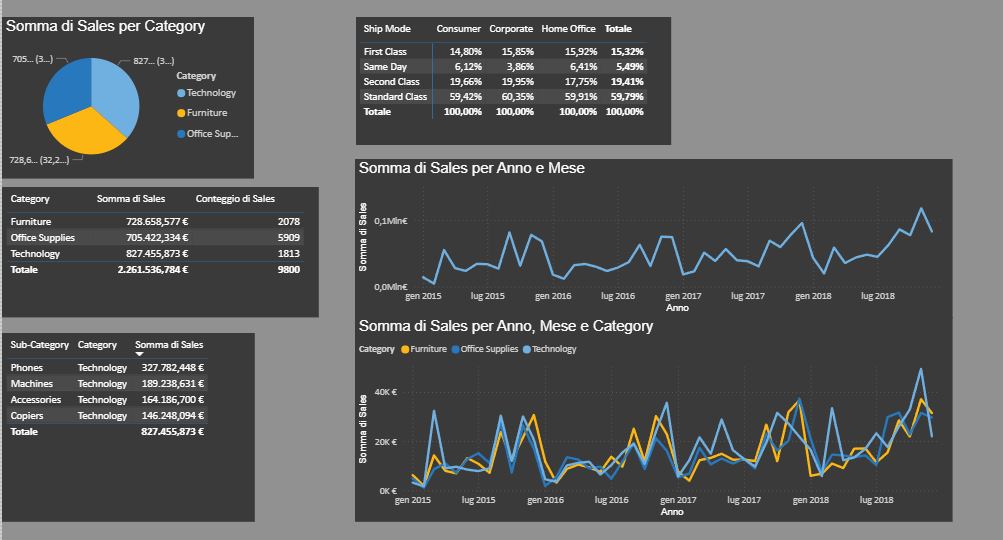 Somma di Sales per Category
705... (3...)
827... (3...)
728,6... (32,2...)
Category
Technology
Furniture
Office Sup...
Ship Mode Consumer Corporate Home Office Totale
First Class 14,80% 15,85% 15,92% 15,32%
Same Day 6,12% 3,86% 6,41% 5,49%
Second Class 19,66% 19,95% 17,75% 19,41%
Standard Class 59,42% 60,35% 59,91% 59,79%
Totale 100,00% 100,00% 100,00% 100,00%
Category Somma di Sales Conteggio di Sales
Furniture 728.658,577 € 2078
Office Supplies 705.422,334 € 5909
Technology 827.455,873 € 1813
Totale 2.261.536,784 € 9800
Sub-Category Category Somma di Sales
Phones Technology 327.782,448 €
Machines Technology 189.238,631 €
Accessories Technology 164.186,700 €
Copiers Technology 146.248,094 €
Totale 827.455,873 €
Somma di Sales per Anno e Mese
Somma di Sales
0,1Mln€
0,0Mln€
gen 2015 lug 2015 gen 2016 lug 2016 gen 2017 lug 2017 gen 2018 lug 2018
Anno
Somma di Sales per Anno, Mese e Category
Category Furniture Office Supplies Technology
Somma di Sales
40K €
20K €
0K €
gen 2015 lug 2015 gen 2016 lug 2016 gen 2017 lug 2017 gen 2018 lug 2018
Anno